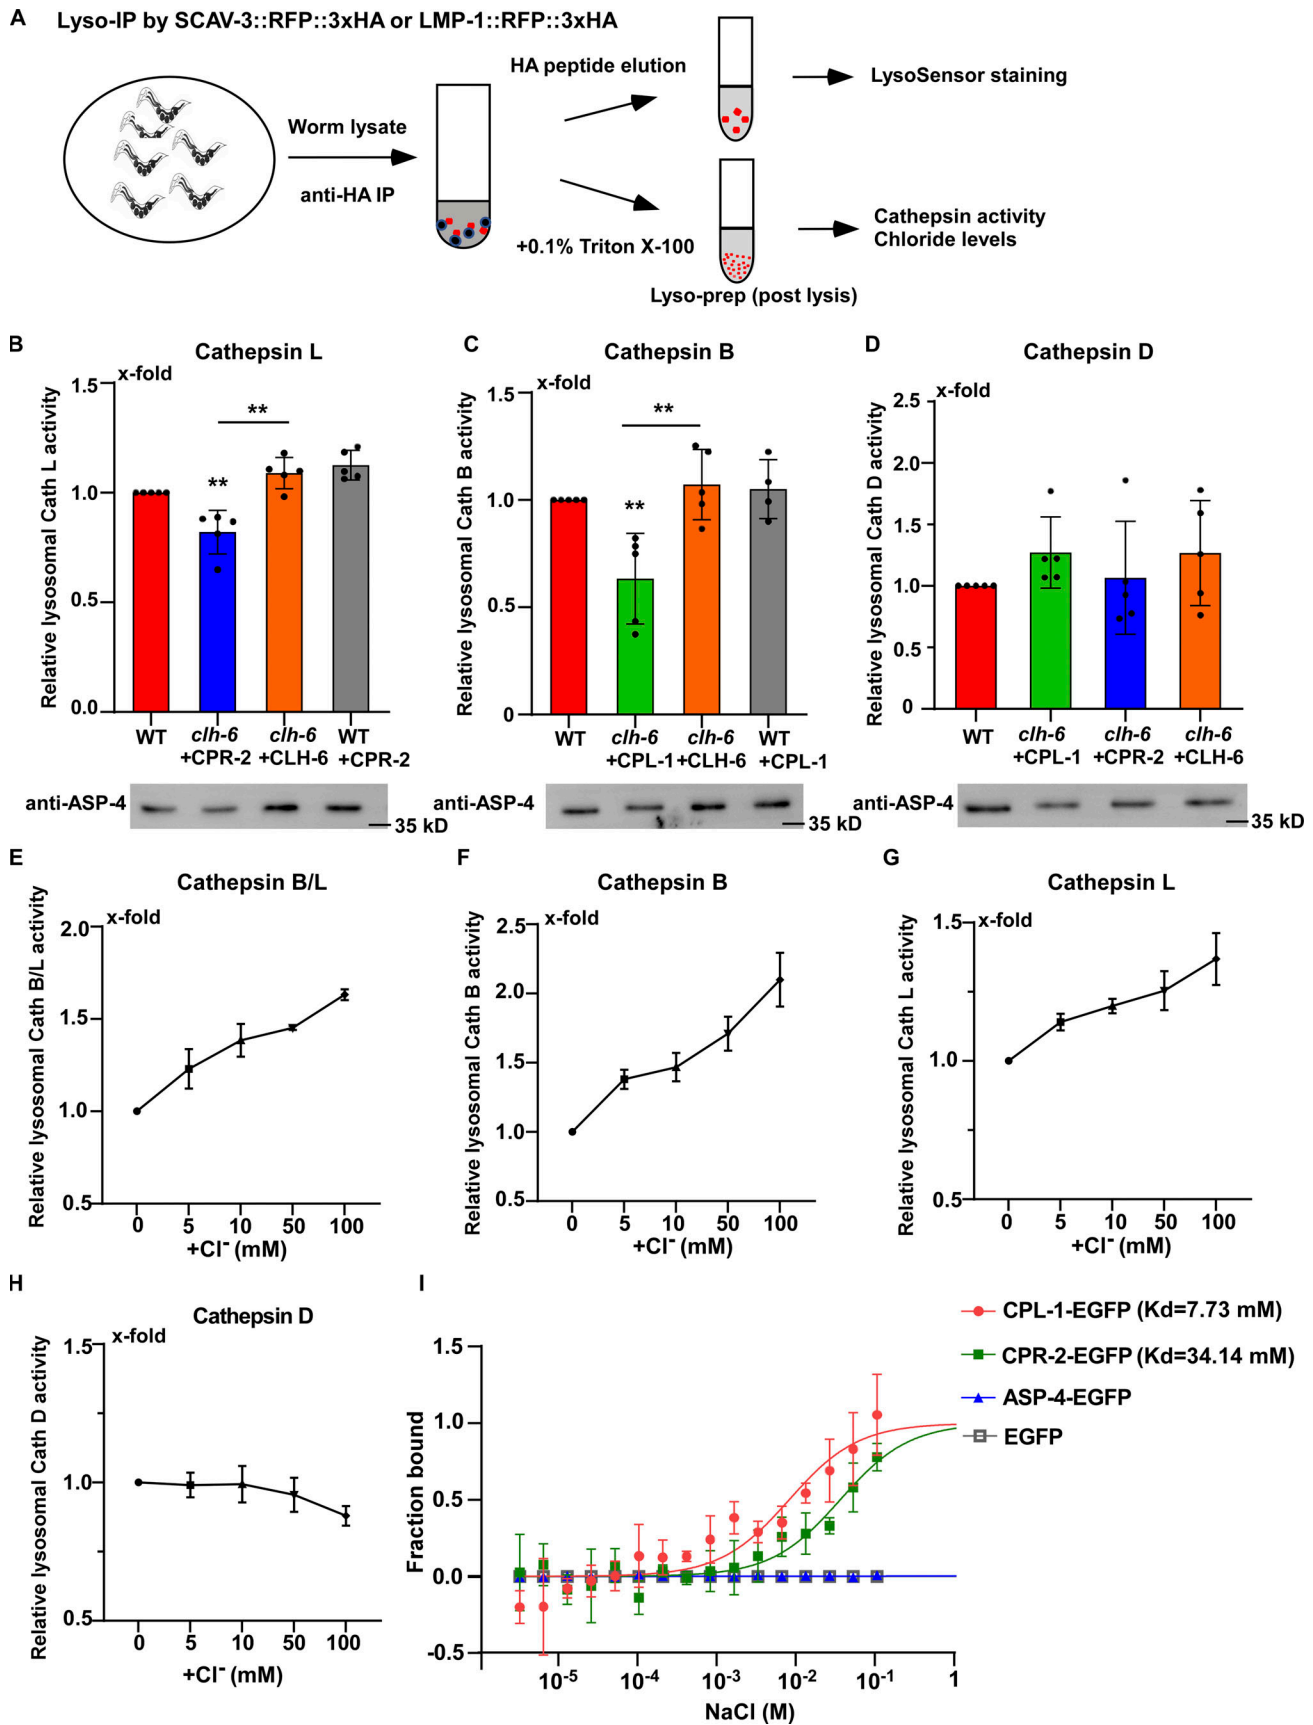 A
Lyso-IP by SCAV-3::RFP::3xHA or LMP-1::RFP::3xHA
HA peptide elution
LysoSensor staining
Worm lysate
anti-HA IP
+0.1% Triton X-100
Cathepsin activity
Chloride levels
Lyso-prep (post lysis)
B
Cathepsin L
x-fold
Relative lysosomal Cath L activity
1.5
1.0
0.5
0.0
**
**
WT
clh-6
+CPR-2
clh-6
+CLH-6
WT
+CPR-2
anti-ASP-4
35 kD
C
Cathepsin B
x-fold
Relative lysosomal Cath B activity
1.5
1.0
0.5
0
**
**
WT
clh-6
+CPL-1
clh-6
+CLH-6
WT
+CPL-1
anti-ASP-4
35 kD
D
Cathepsin D
x-fold
Relative lysosomal Cath D activity
2.5
2.0
1.5
1.0
0.5
0
WT
clh-6
+CPL-1
clh-6
+CPR-2
clh-6
+CLH-6
anti-ASP-4
35 kD
E
Cathepsin B/L
x-fold
Relative lysosomal Cath B/L activity
2.0
1.5
1.0
0.5
0 5 10 50 100
+Cl⁻ (mM)
F
Cathepsin B
x-fold
Relative lysosomal Cath B activity
2.5
2.0
1.5
1.0
0.5
0 5 10 50 100
+Cl⁻ (mM)
G
Cathepsin L
x-fold
Relative lysosomal Cath L activity
1.5
1.0
0.5
0 5 10 50 100
+Cl⁻ (mM)
H
Cathepsin D
x-fold
Relative lysosomal Cath D activity
1.5
1.0
0.5
0 5 10 50 100
+Cl⁻ (mM)
I
Fraction bound
1.5
1.0
0.5
0.0
-0.5
10⁻⁵ 10⁻⁴ 10⁻³ 10⁻² 10⁻¹ 1
NaCl (M)
CPL-1-EGFP (Kd=7.73 mM)
CPR-2-EGFP (Kd=34.14 mM)
ASP-4-EGFP
EGFP